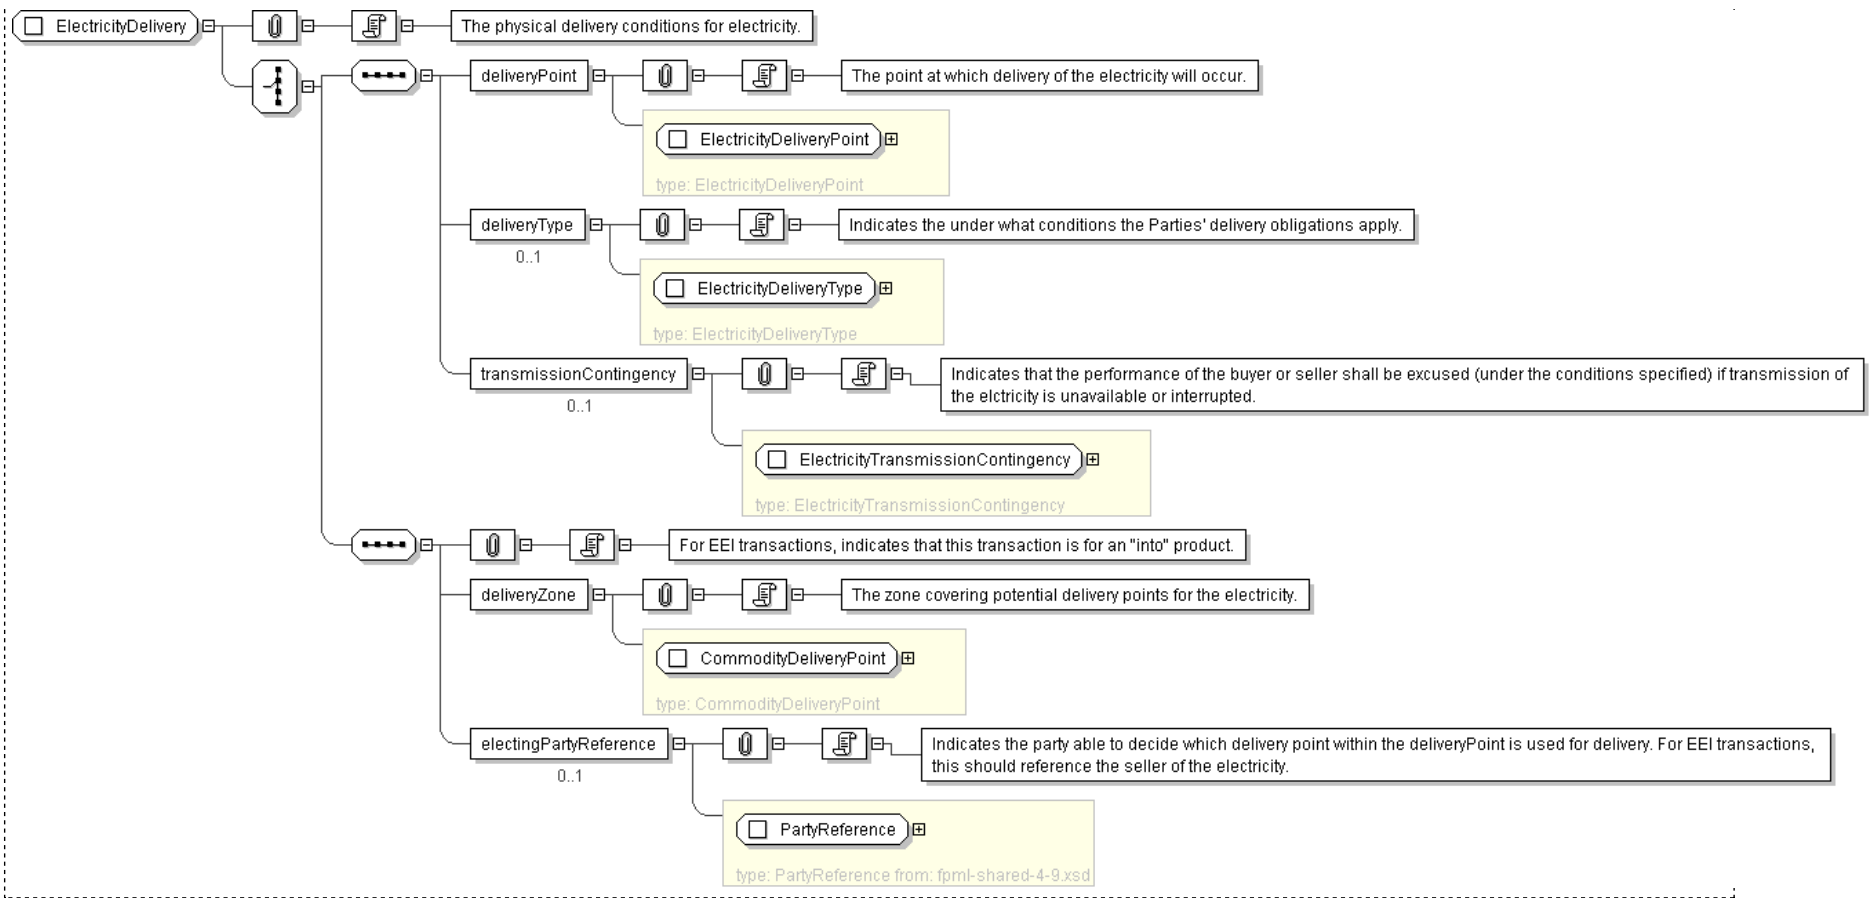 ElectricityDelivery
The physical delivery conditions for electricity.
deliveryPoint
The point at which delivery of the electricity will occur.
ElectricityDeliveryPoint
type: ElectricityDeliveryPoint
deliveryType
Indicates the under what conditions the Parties' delivery obligations apply.
0..1
ElectricityDeliveryType
type: ElectricityDeliveryType
transmissionContingency
Indicates that the performance of the buyer or seller shall be excused (under the conditions specified) if transmission of
the elctricity is unavailable or interrupted.
0..1
ElectricityTransmissionContingency
type: ElectricityTransmissionContingency
For EEI transactions, indicates that this transaction is for an "into" product.
deliveryZone
The zone covering potential delivery points for the electricity.
CommodityDeliveryPoint
type: CommodityDeliveryPoint
electingPartyReference
Indicates the party able to decide which delivery point within the deliveryPoint is used for delivery. For EEI transactions,
this should reference the seller of the electricity.
0..1
PartyReference
type: PartyReference from: fpml-shared-4-9.xsd